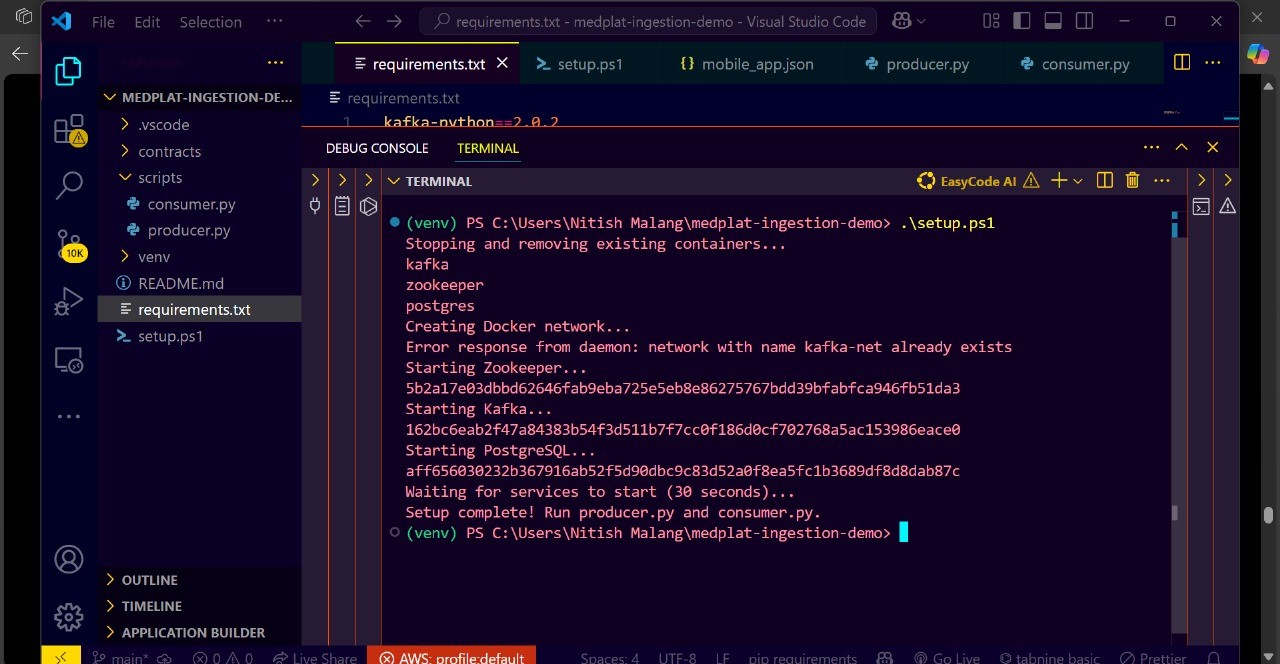 File Edit Selection ···
requirements.txt - medplat-ingestion-demo - Visual Studio Code
requirements.txt
setup.ps1
{} mobile_app.json
producer.py
consumer.py
MEDPLAT-INGESTION-DE...
.vscode
contracts
scripts
consumer.py
producer.py
venv
README.md
requirements.txt
setup.ps1
10K
OUTLINE
TIMELINE
APPLICATION BUILDER
requirements.txt
1 kafka-python==2.0.2
DEBUG CONSOLE TERMINAL
TERMINAL
EasyCode AI
(venv) PS C:\Users\Nitish Malang\medplat-ingestion-demo> .\setup.ps1
Stopping and removing existing containers...
kafka
zookeeper
postgres
Creating Docker network...
Error response from daemon: network with name kafka-net already exists
Starting Zookeeper...
5b2a17e03dbbd62646fab9eba725e5eb8e86275767bdd39bfabfca946fb51da3
Starting Kafka...
162bc6eab2f47a84383b54f3d511b7f7cc0f186d0cf702768a5ac153986eace0
Starting PostgreSQL...
aff656030232b367916ab52f5d90dbc9c83d52a0f8ea5fc1b3689df8d8dab87c
Waiting for services to start (30 seconds)...
Setup complete! Run producer.py and consumer.py.
(venv) PS C:\Users\Nitish Malang\medplat-ingestion-demo>
main* 0 0 Live Share AWS: profile:default Spaces: 4 UTF-8 LF pip requirements Go Live tabnine basic Prettier